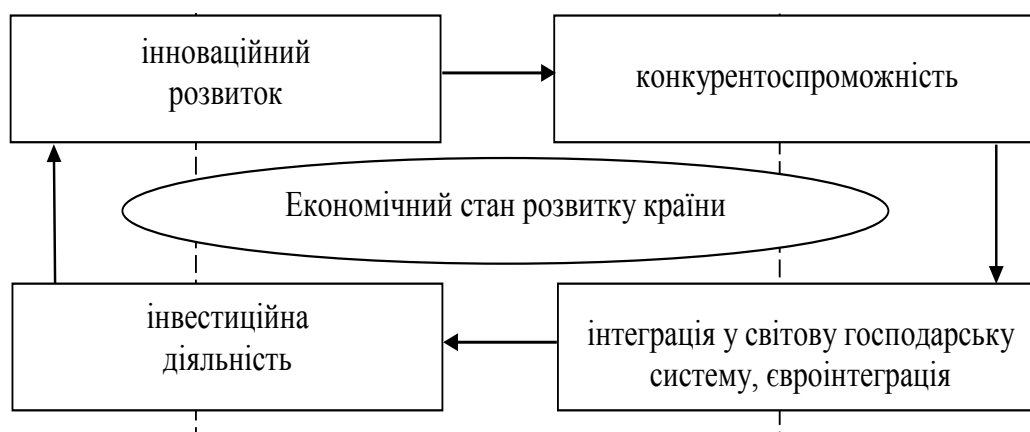 інноваційний
розвиток
конкурентоспроможність
Економічний стан розвитку країни
інвестиційна
діяльність
інтеграція у світову господарську
систему, євроінтеграція